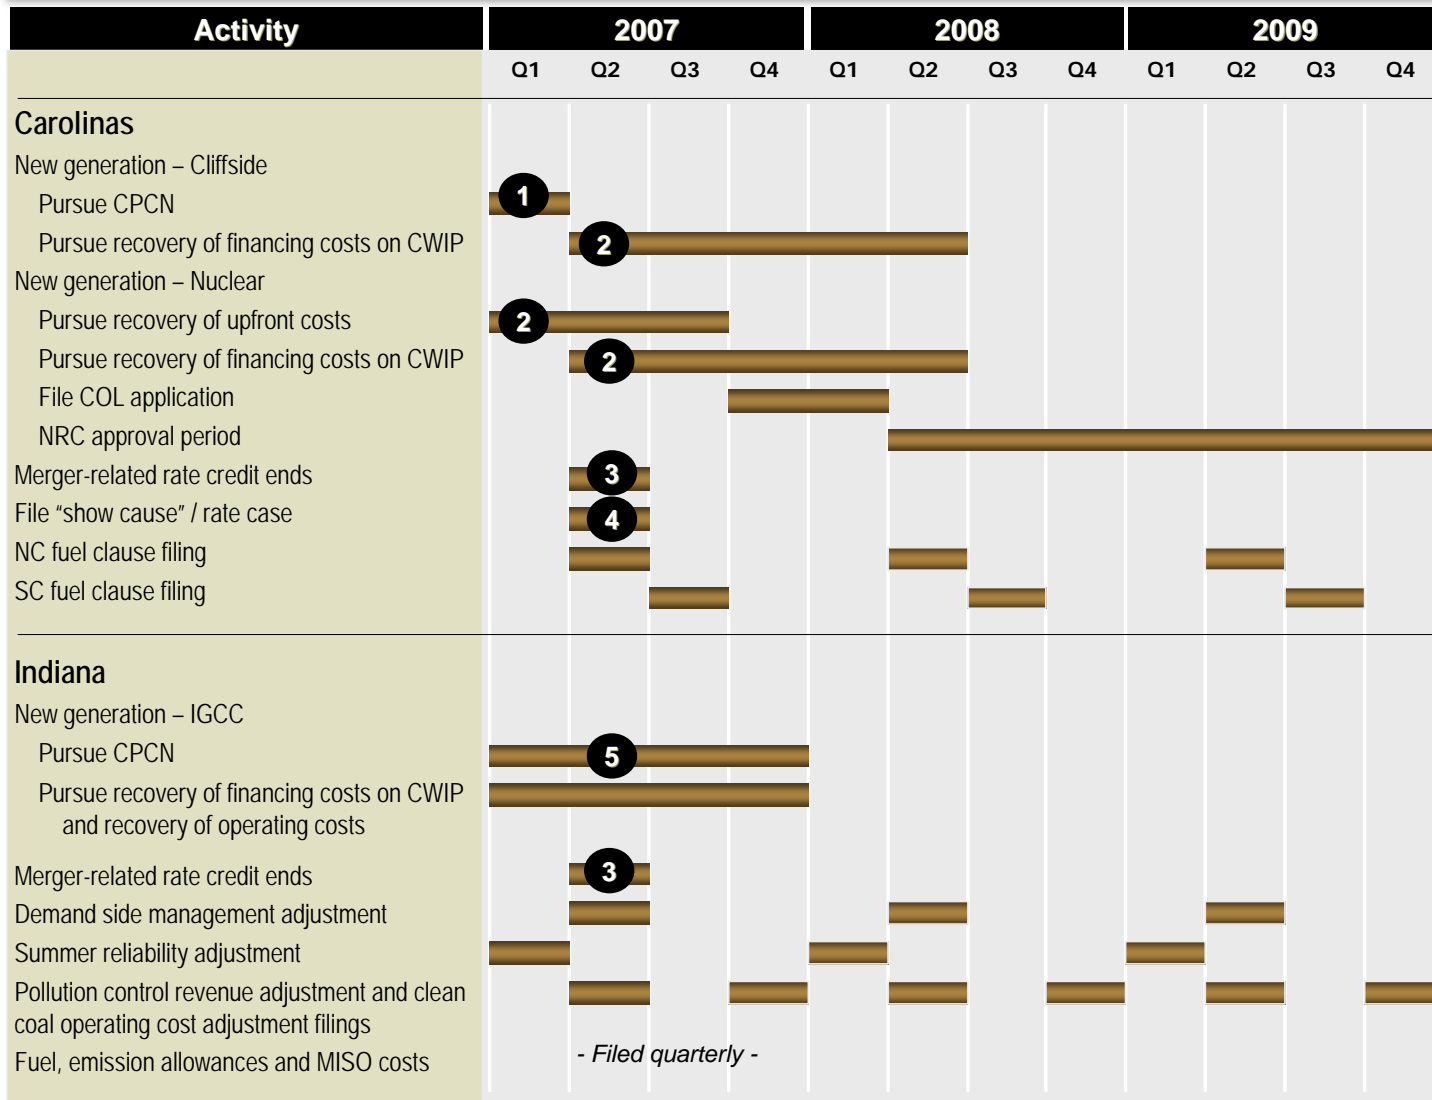 Activity 2007 2008 2009
Q1 Q2 Q3 Q4 Q1 Q2 Q3 Q4 Q1 Q2 Q3 Q4
Carolinas
New generation – Cliffside
Pursue CPCN 1
Pursue recovery of financing costs on CWIP 2
New generation – Nuclear
Pursue recovery of upfront costs 2
Pursue recovery of financing costs on CWIP 2
File COL application
NRC approval period
Merger-related rate credit ends 3
File “show cause” / rate case 4
NC fuel clause filing
SC fuel clause filing
Indiana
New generation – IGCC
Pursue CPCN 5
Pursue recovery of financing costs on CWIP
and recovery of operating costs
Merger-related rate credit ends 3
Demand side management adjustment
Summer reliability adjustment
Pollution control revenue adjustment and clean
coal operating cost adjustment filings
Fuel, emission allowances and MISO costs - Filed quarterly -